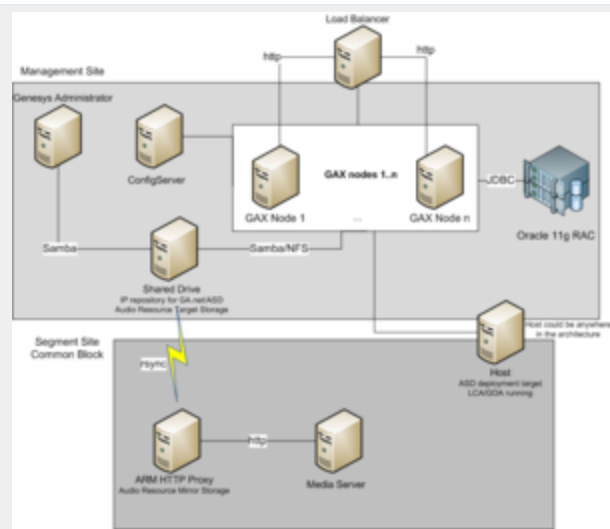 Load Balancer
http
http
Management Site
Genesys Administrator
ConfigServer
GAX nodes 1..n
GAX Node 1
...
GAX Node n
JDBC
Oracle 11g RAC
Samba
Samba/NFS
Shared Drive
IP repository for GA.net/ASD
Audio Resource Target Storage
Host could be anywhere
in the architecture
Segment Site
Common Block
rsync
Host
ASD deployment target
LCA/GDA running
http
ARM HTTP Proxy
Audio Resource Mirror Storage
Media Server